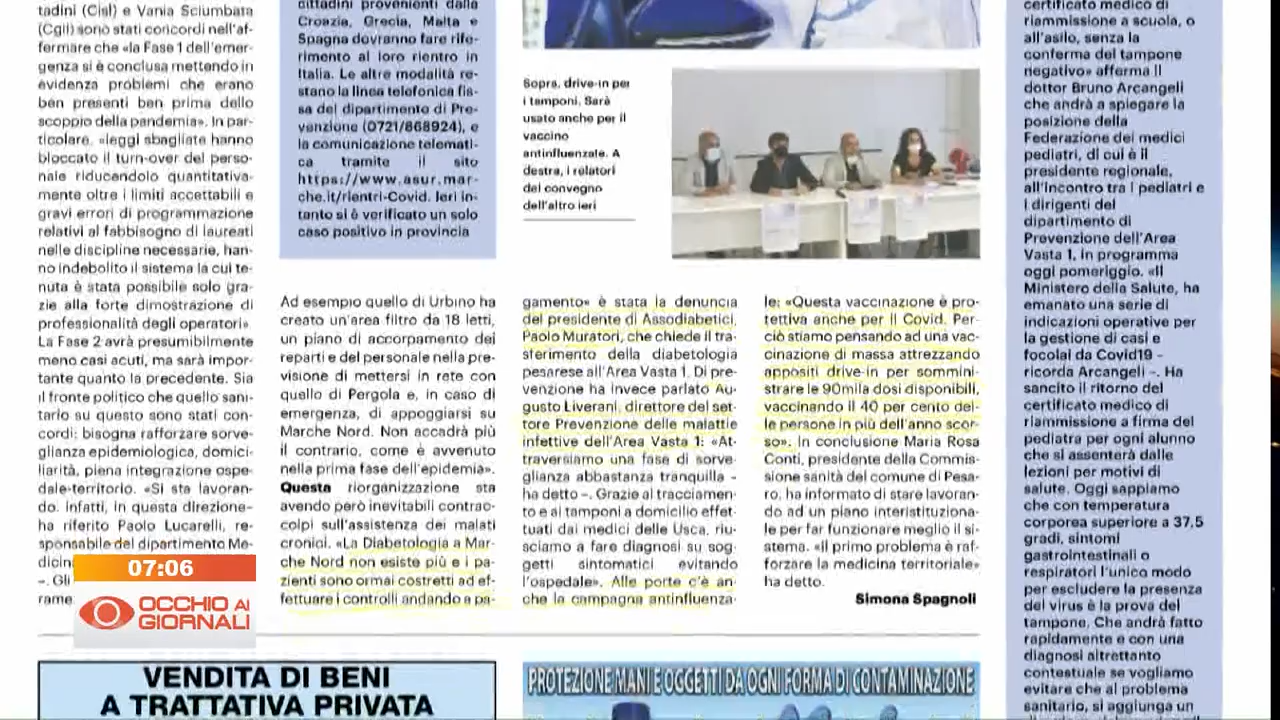 tadini (Cisl) e Vania Sciumbata
(Cgil) sono stati concordi nell'af-
fermare che «la Fase 1 dell'emer-
genza si è conclusa mettendo in
evidenza problemi che erano
ben presenti ben prima dello
scoppio della pandemia». In par-
ticolare, «leggi sbagliate hanno
bloccato il turn-over del perso-
nale riducendolo quantitativa-
mente oltre i limiti accettabili e
gravi errori di programmazione
relativi al fabbisogno di laureati
nelle discipline necessarie, han-
no indebolito il sistema la cui te-
nuta è stata possibile solo gra-
zie alla forte dimostrazione di
professionalità degli operatori».
La Fase 2 avrà presumibilmente
meno casi acuti, ma sarà impor-
tante quanto la precedente. Sia
il fronte politico che quello sani-
tario su questo sono stati con-
cordi: bisogna rafforzare sorve-
glianza epidemiologica, domici-
liarità, piena integrazione ospe-
dale-territorio. «Si sta lavoran-
do. Infatti, in questa direzione–
ha riferito Paolo Lucarelli, re-
sponsabile del dipartimento Me-
dicin
–. Gli
rame
07:06
OCCHIO AI
GIORNALI
cittadini provenienti dalla
Croazia, Grecia, Malta e
Spagna dovranno fare rife-
rimento al loro rientro in
Italia. Le altre modalità re-
stano la linea telefonica fis-
sa del dipartimento di Pre-
venzione (0721/868924), e
la comunicazione telemati-
ca tramite il sito
https://www.asur.mar-
che.it/rientri-Covid. Ieri in-
tanto si è verificato un solo
caso positivo in provincia
Ad esempio quello di Urbino ha
creato un'area filtro da 18 letti,
un piano di accorpamento dei
reparti e del personale nella pre-
visione di mettersi in rete con
quello di Pergola e, in caso di
emergenza, di appoggiarsi su
Marche Nord. Non accadrà più
il contrario, come è avvenuto
nella prima fase dell'epidemia».
Questa riorganizzazione sta
avendo però inevitabili contrac-
colpi sull'assistenza dei malati
cronici. «La Diabetologia a Mar-
che Nord non esiste più e i pa-
zienti sono ormai costretti ad ef-
fettuare i controlli andando a pa-
Sopra, drive-in per
i tamponi. Sarà
usato anche per il
vaccino
antinfluenzale. A
destra, i relatori
del convegno
dell'altro ieri
gamento» è stata la denuncia
del presidente di Assodiabetici,
Paolo Muratori, che chiede il tra-
sferimento della diabetologia
pesarese all'Area Vasta 1. Di pre-
venzione ha invece parlato Au-
gusto Liverani, direttore del set-
tore Prevenzione delle malattie
infettive dell'Area Vasta 1: «At-
traversiamo una fase di sorve-
glianza abbastanza tranquilla –
ha detto –. Grazie al tracciamen-
to e ai tamponi a domicilio effet-
tuati dai medici delle Usca, riu-
sciamo a fare diagnosi su sog-
getti sintomatici evitando
l'ospedale». Alle porte c'è an-
che la campagna antinfluenza-
le: «Questa vaccinazione è pro-
tettiva anche per il Covid. Per-
ciò stiamo pensando ad una vac-
cinazione di massa attrezzando
appositi drive-in per sommini-
strare le 90mila dosi disponibili,
vaccinando il 40 per cento del-
le persone in più dell'anno scor-
so». In conclusione Maria Rosa
Conti, presidente della Commis-
sione sanità del comune di Pesa-
ro, ha informato di stare lavoran-
do ad un piano interistituziona-
le per far funzionare meglio il si-
stema. «Il primo problema è raf-
forzare la medicina territoriale»
ha detto.
Simona Spagnoli
certificato medico di
riammissione a scuola, o
all'asilo, senza la
conferma del tampone
negativo» afferma il
dottor Bruno Arcangeli
che andrà a spiegare la
posizione della
Federazione dei medici
pediatri, di cui è il
presidente regionale,
all'incontro tra i pediatri e
i dirigenti del
dipartimento di
Prevenzione dell'Area
Vasta 1, in programma
oggi pomeriggio. «Il
Ministero della Salute, ha
emanato una serie di
indicazioni operative per
la gestione di casi e
focolai da Covid19 –
ricorda Arcangeli –. Ha
sancito il ritorno del
certificato medico di
riammissione a firma del
pediatra per ogni alunno
che si assenterà dalle
lezioni per motivi di
salute. Oggi sappiamo
che con temperatura
corporea superiore a 37,5
gradi, sintomi
gastrointestinali o
respiratori l'unico modo
per escludere la presenza
del virus è la prova del
tampone. Che andrà fatto
rapidamente e con una
diagnosi altrettanto
contestuale se vogliamo
evitare che al problema
sanitario, si aggiunga un
VENDITA DI BENI
A TRATTATIVA PRIVATA
PROTEZIONE MANI E OGGETTI DA OGNI FORMA DI CONTAMINAZIONE